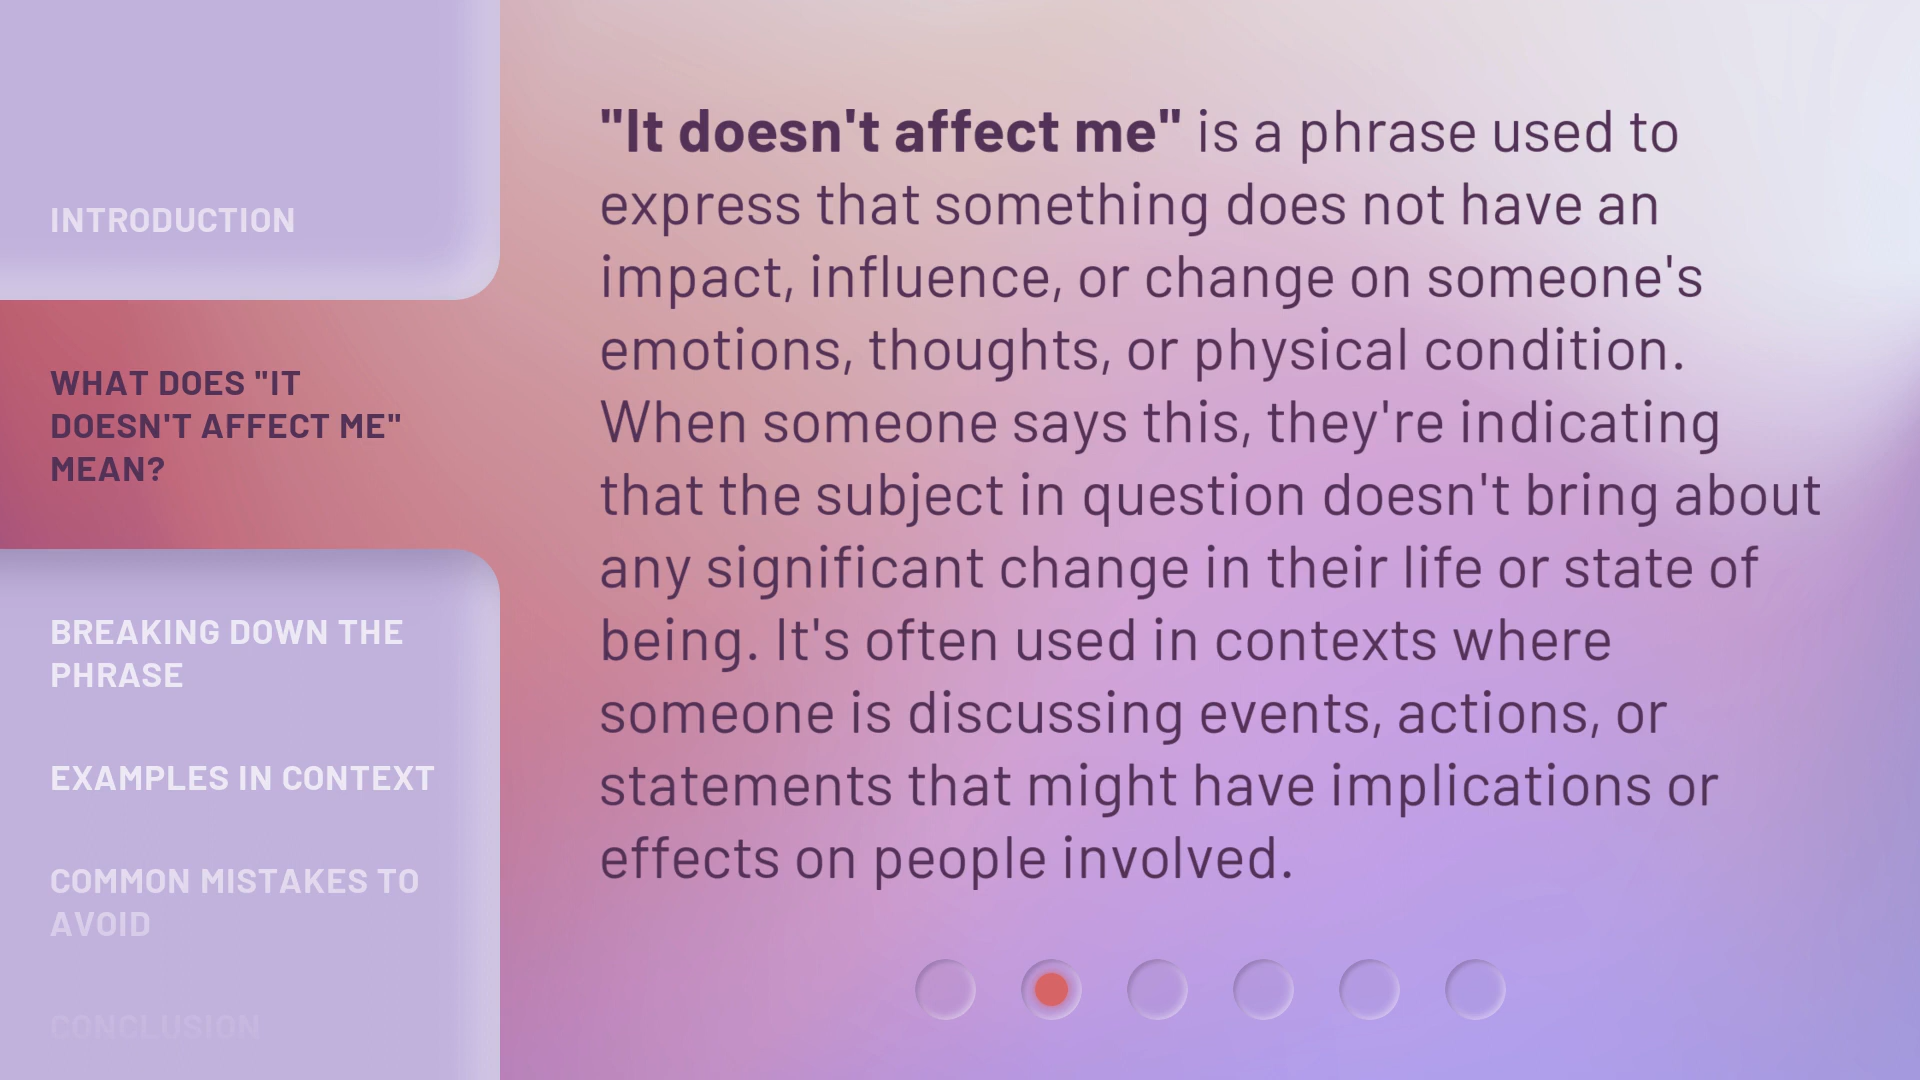 INTRODUCTION
WHAT DOES "IT
DOESN'T AFFECT ME"
MEAN?
BREAKING DOWN THE
PHRASE
EXAMPLES IN CONTEXT
COMMON MISTAKES TO
AVOID
CONCLUSION
"It doesn't affect me" is a phrase used to
express that something does not have an
impact, influence, or change on someone's
emotions, thoughts, or physical condition.
When someone says this, they're indicating
that the subject in question doesn't bring about
any significant change in their life or state of
being. It's often used in contexts where
someone is discussing events, actions, or
statements that might have implications or
effects on people involved.